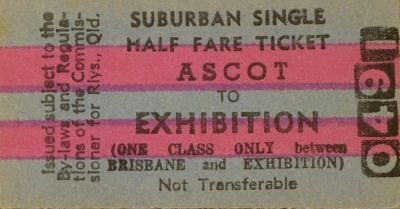 SUBURBAN SINGLE
HALF FARE TICKET
ASCOT
TO
EXHIBITION
(ONE CLASS ONLY between
BRISBANE and EXHIBITION)
Not Transferable
Issued subject to the
By-laws and Regula-
tions of the Commis-
sioner for Rlys., Qld.
0491